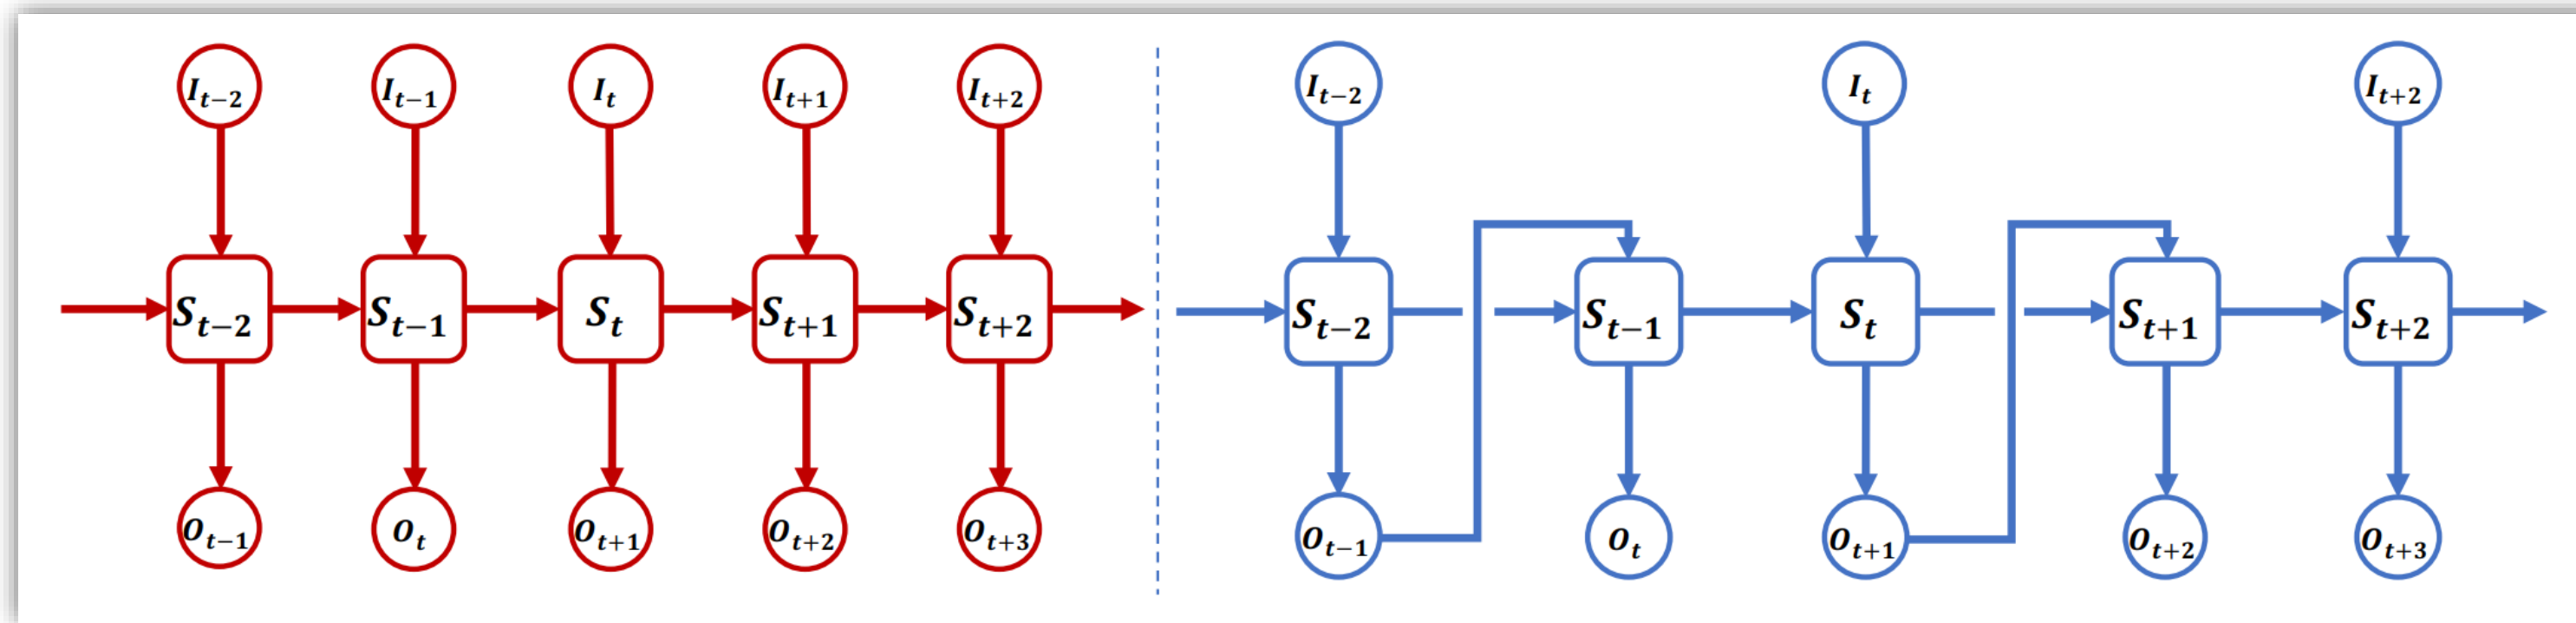 I_{t-2} I_{t-1} I_t I_{t+1} I_{t+2} I_{t-2} I_t I_{t+2}
S_{t-2} S_{t-1} S_t S_{t+1} S_{t+2} S_{t-2} S_{t-1} S_t S_{t+1} S_{t+2}
O_{t-1} O_t O_{t+1} O_{t+2} O_{t+3} O_{t-1} O_t O_{t+1} O_{t+2} O_{t+3}